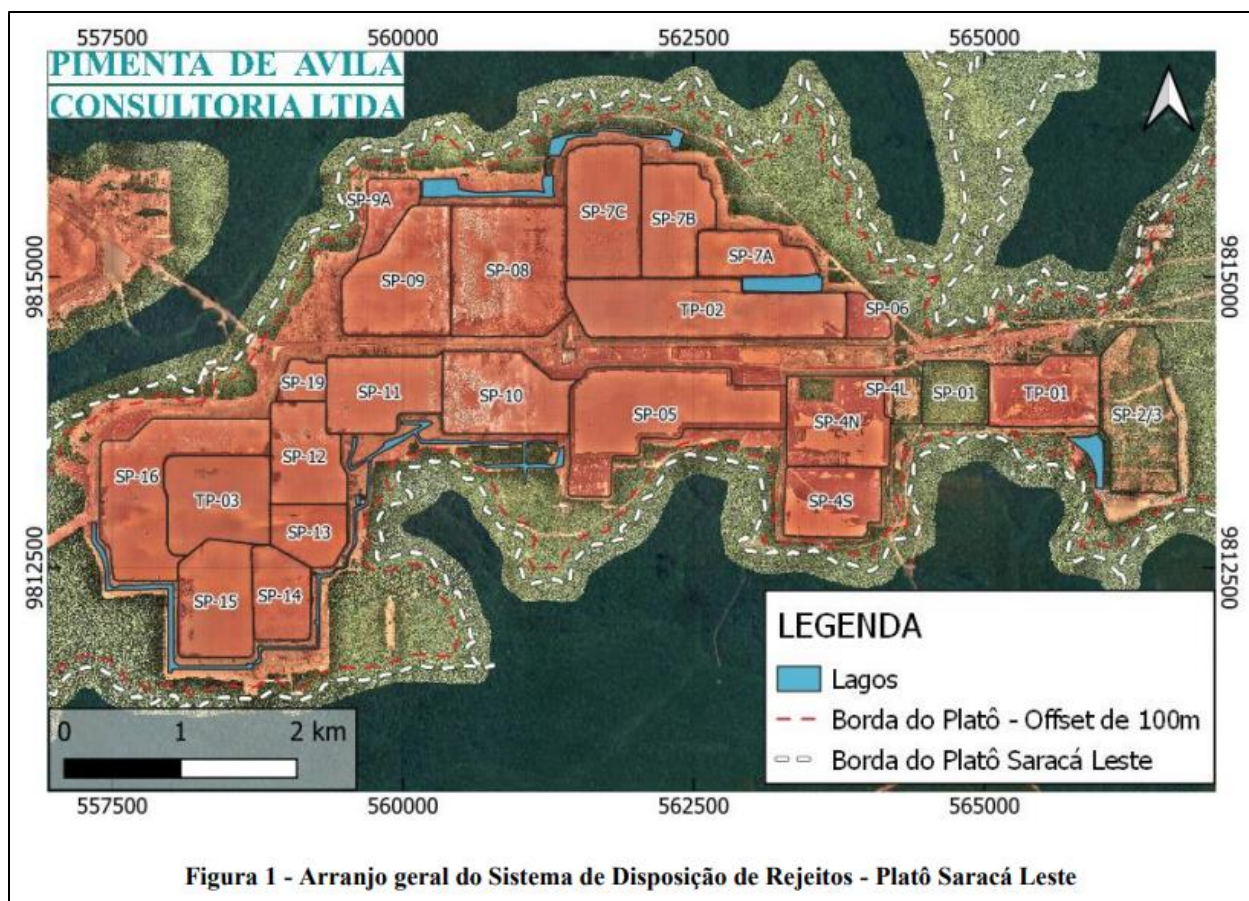 557500 560000 562500 565000
PIMENTA DE AVILA
CONSULTORIA LTDA
9815000
9812500
9815000
9812500
SP-9A
SP-7C
SP-7B
SP-7A
SP-09
SP-08
TP-02
SP-06
SP-19
SP-11
SP-10
SP-05
SP-4L
SP-01
TP-01
SP-2/3
SP-4N
SP-12
SP-16
TP-03
SP-4S
SP-13
SP-15
SP-14
LEGENDA
Lagos
Borda do Platô - Offset de 100m
Borda do Platô Saracá Leste
0 1 2 km
557500 560000 562500 565000
Figura 1 - Arranjo geral do Sistema de Disposição de Rejeitos - Platô Saracá Leste